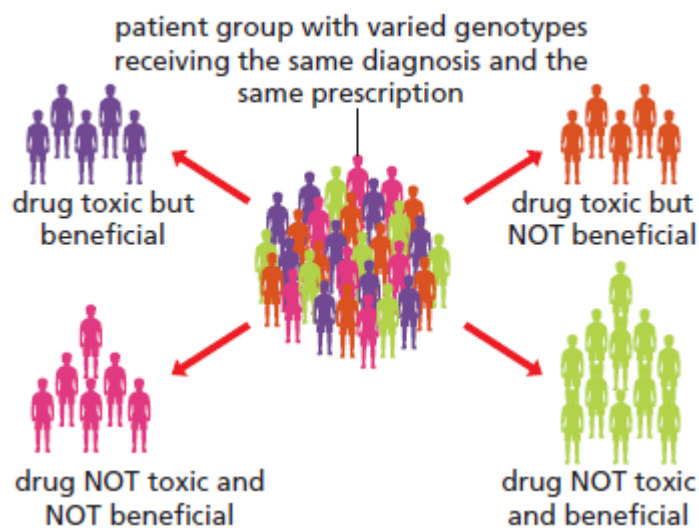 patient group with varied genotypes
receiving the same diagnosis and the
same prescription
drug toxic but
beneficial
drug toxic but
NOT beneficial
drug NOT toxic and
NOT beneficial
drug NOT toxic
and beneficial